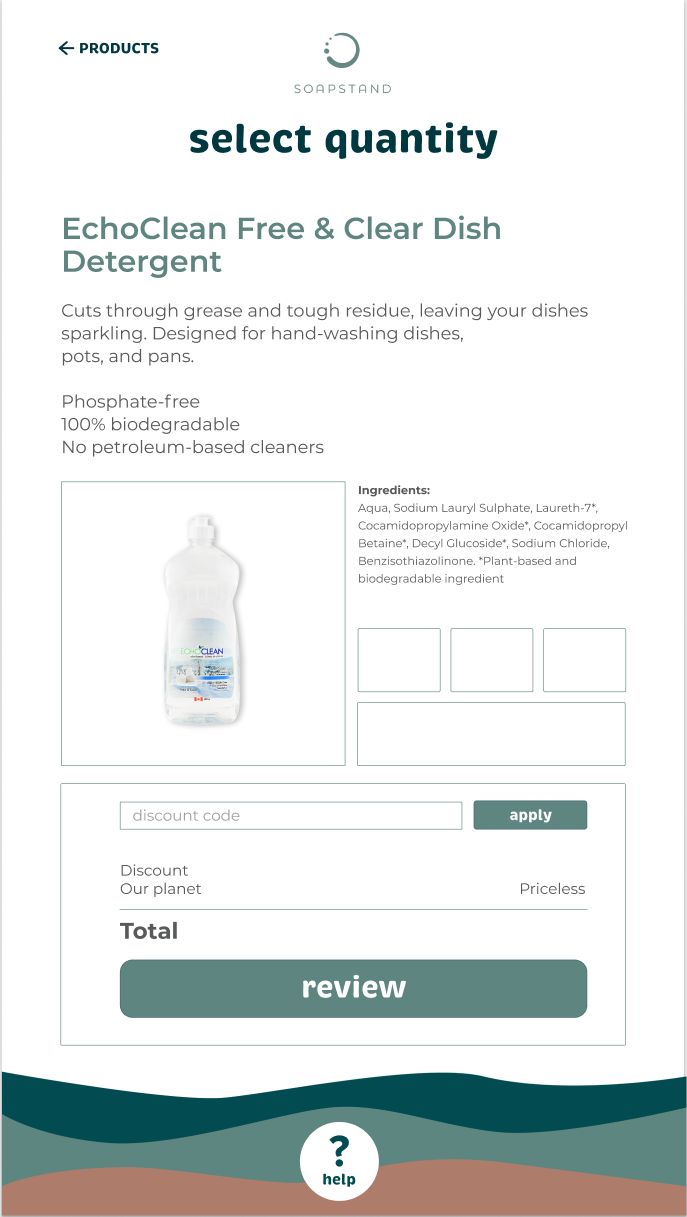 ← PRODUCTS
SOAPSTAND
select quantity
EchoClean Free & Clear Dish
Detergent
Cuts through grease and tough residue, leaving your dishes
sparkling. Designed for hand-washing dishes,
pots, and pans.
Phosphate-free
100% biodegradable
No petroleum-based cleaners
ECHOCLEAN
Ingredients:
Aqua, Sodium Lauryl Sulphate, Laureth-7*,
Cocamidopropylamine Oxide*, Cocamidopropyl
Betaine*, Decyl Glucoside*, Sodium Chloride,
Benzisothiazolinone. *Plant-based and
biodegradable ingredient
discount code
apply
Discount
Our planet Priceless
Total
review
?
help